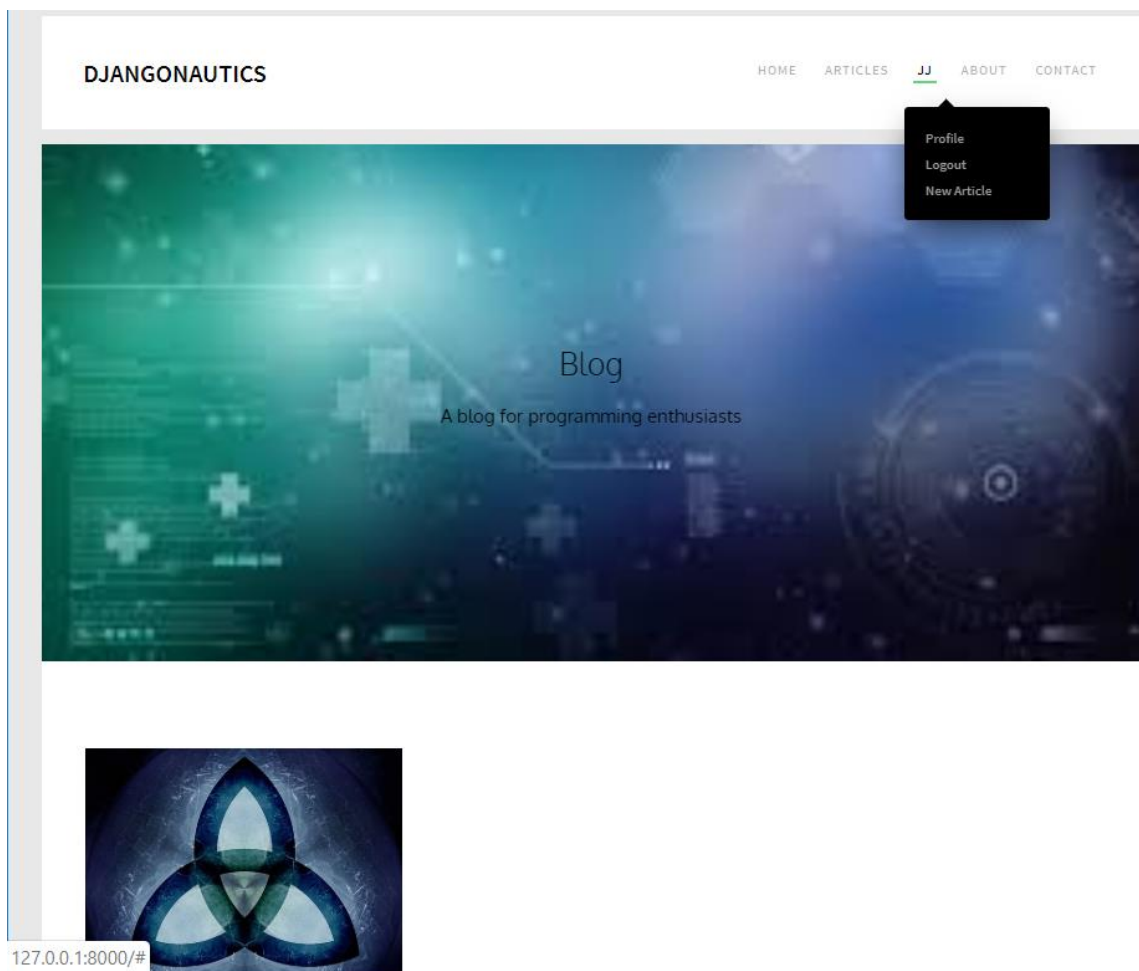 DJANGONAUTICS
HOME ARTICLES JJ ABOUT CONTACT
Profile
Logout
New Article
Blog
A blog for programming enthusiasts
127.0.0.1:8000/#